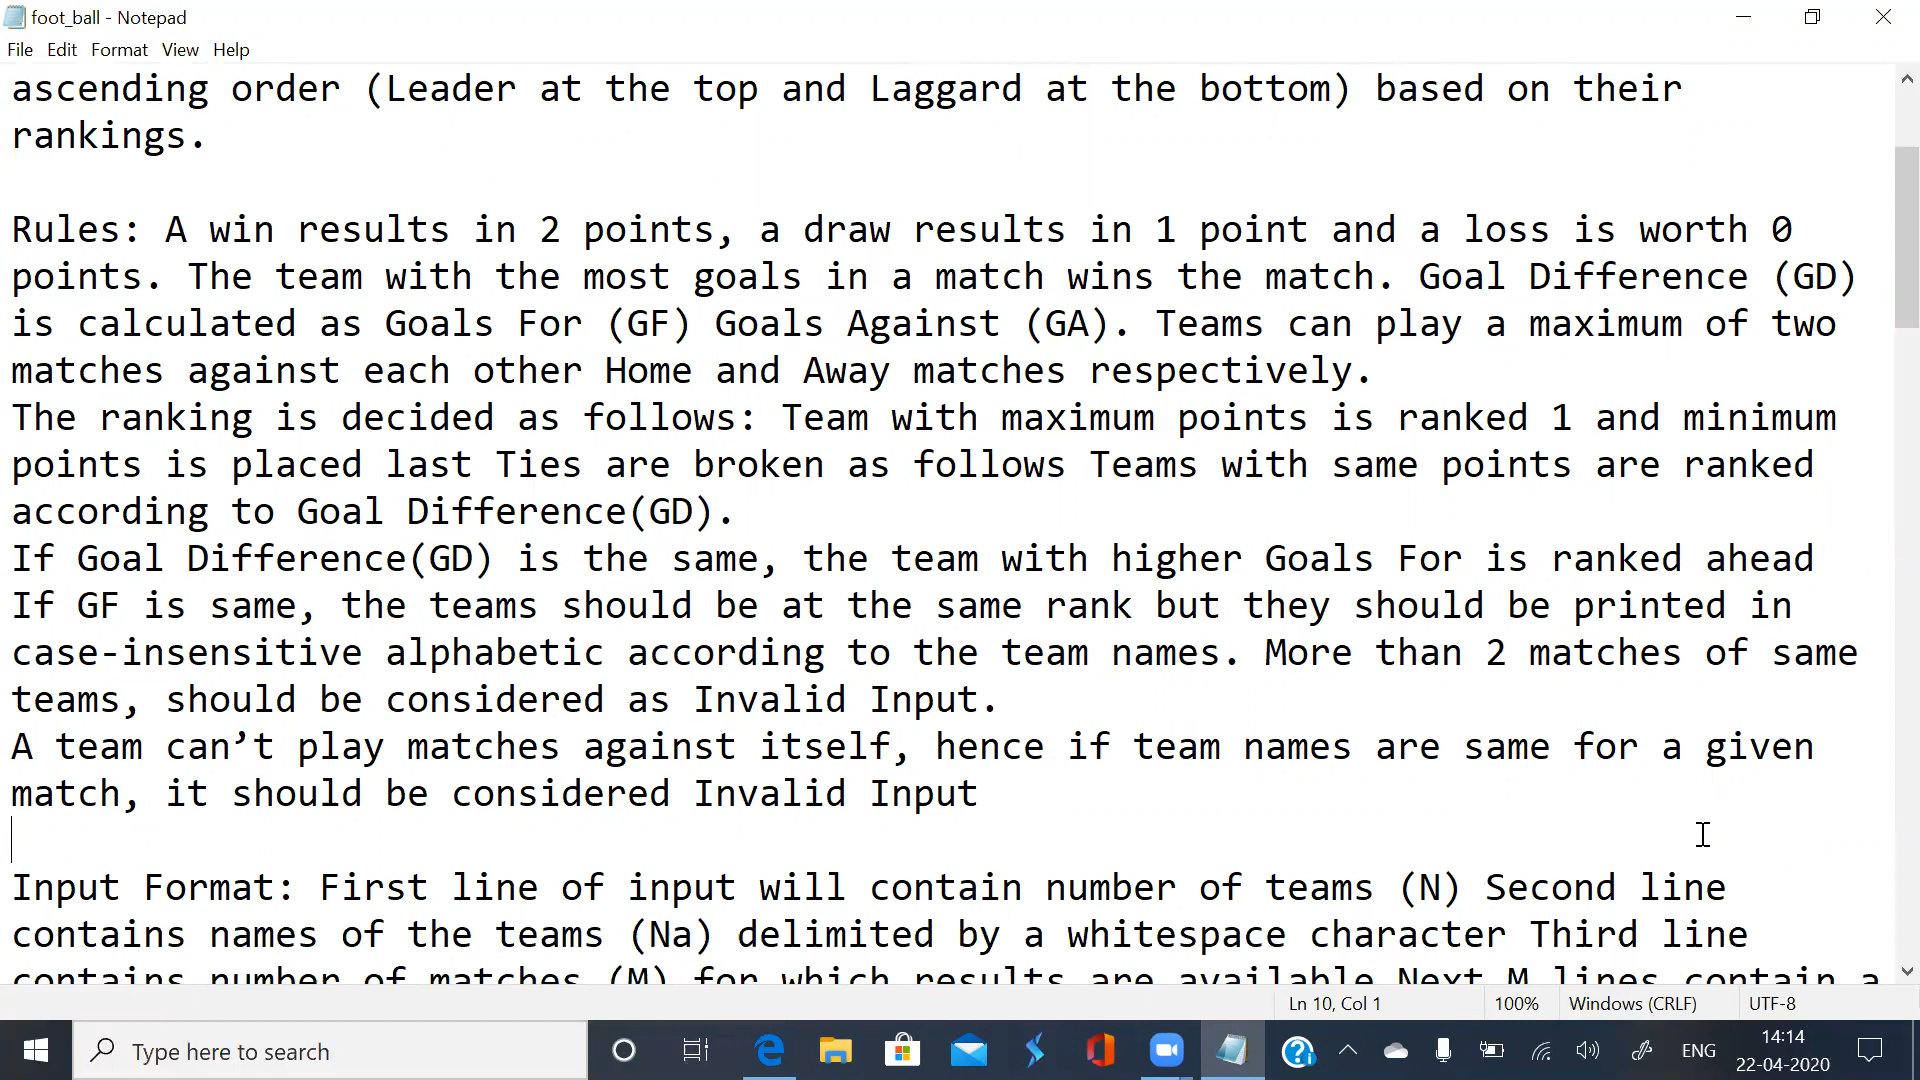 foot_ball - Notepad
File Edit Format View Help
ascending order (Leader at the top and Laggard at the bottom) based on their
rankings.
Rules: A win results in 2 points, a draw results in 1 point and a loss is worth 0
points. The team with the most goals in a match wins the match. Goal Difference (GD)
is calculated as Goals For (GF) Goals Against (GA). Teams can play a maximum of two
matches against each other Home and Away matches respectively.
The ranking is decided as follows: Team with maximum points is ranked 1 and minimum
points is placed last Ties are broken as follows Teams with same points are ranked
according to Goal Difference(GD).
If Goal Difference(GD) is the same, the team with higher Goals For is ranked ahead
If GF is same, the teams should be at the same rank but they should be printed in
case-insensitive alphabetic according to the team names. More than 2 matches of same
teams, should be considered as Invalid Input.
A team can’t play matches against itself, hence if team names are same for a given
match, it should be considered Invalid Input
Input Format: First line of input will contain number of teams (N) Second line
contains names of the teams (Na) delimited by a whitespace character Third line
contains number of matches (M) for which results are available Next M lines contain a
Ln 10, Col 1 100% Windows (CRLF) UTF-8
Type here to search
ENG
14:14
22-04-2020